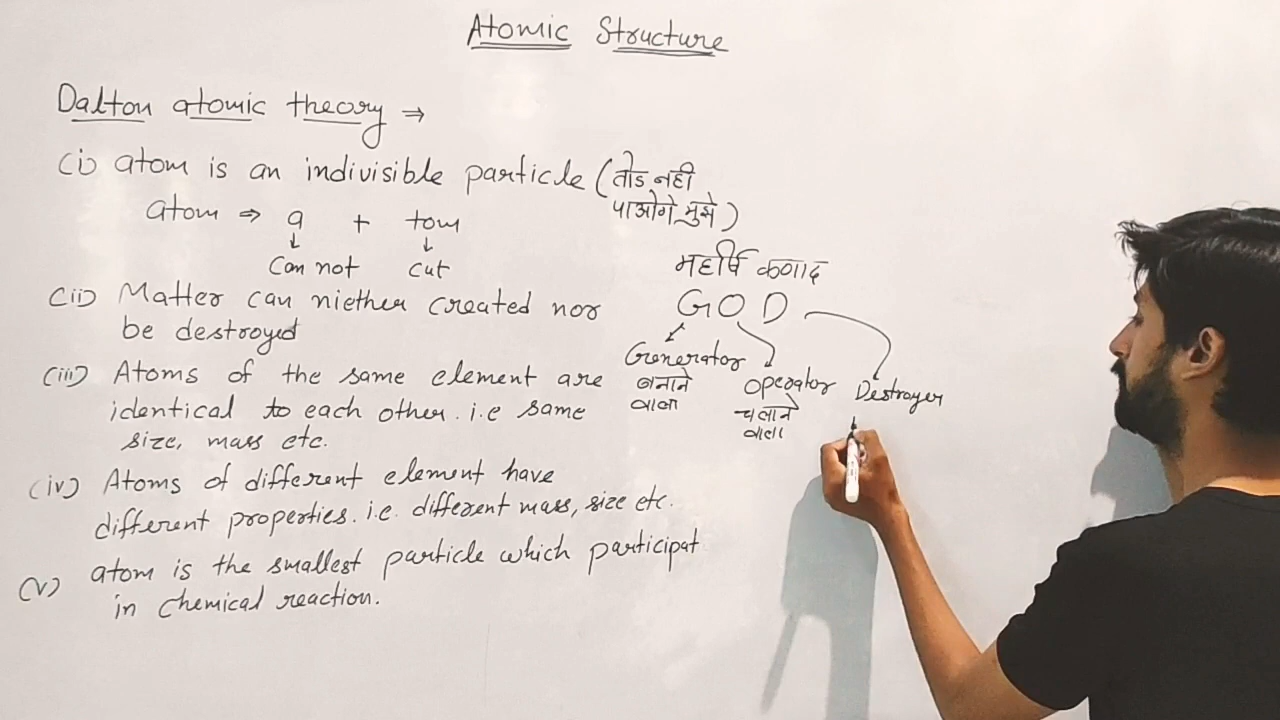 Atomic Structure
Dalton atomic theory ⇒
(i) atom is an indivisible particle (तोड नही
पाओगे मुझे)
atom ⇒ a + tom
↓ ↓
Can not cut
(ii) Matter can niether created nor
be destroyed
(iii) Atoms of the same element are
identical to each other. i.e same
size, mass etc.
(iv) Atoms of different element have
different properties. i.e. different mass, size etc.
(v) atom is the smallest particle which participat
in chemical reaction.
महर्षि कणाद
GOD
Generator
बनाने
वाला
operator
चलाने
वाला
Destroyer